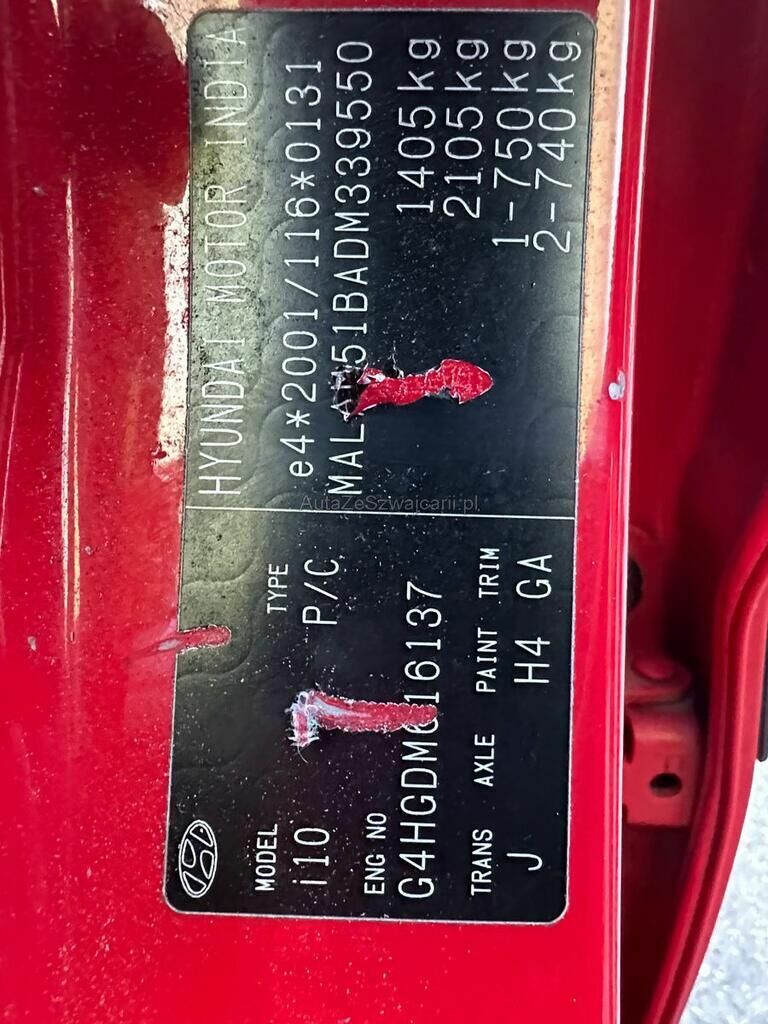 MODEL TYPE
i10 P/C
ENG NO
G4HGDM616137
TRANS AXLE PAINT TRIM
J H4 GA
HYUNDAI MOTOR INDIA
e4*2001/116*0131
1405kg
2105kg
1-750kg
2-740kg
AutaZeSzwajcarii.pl